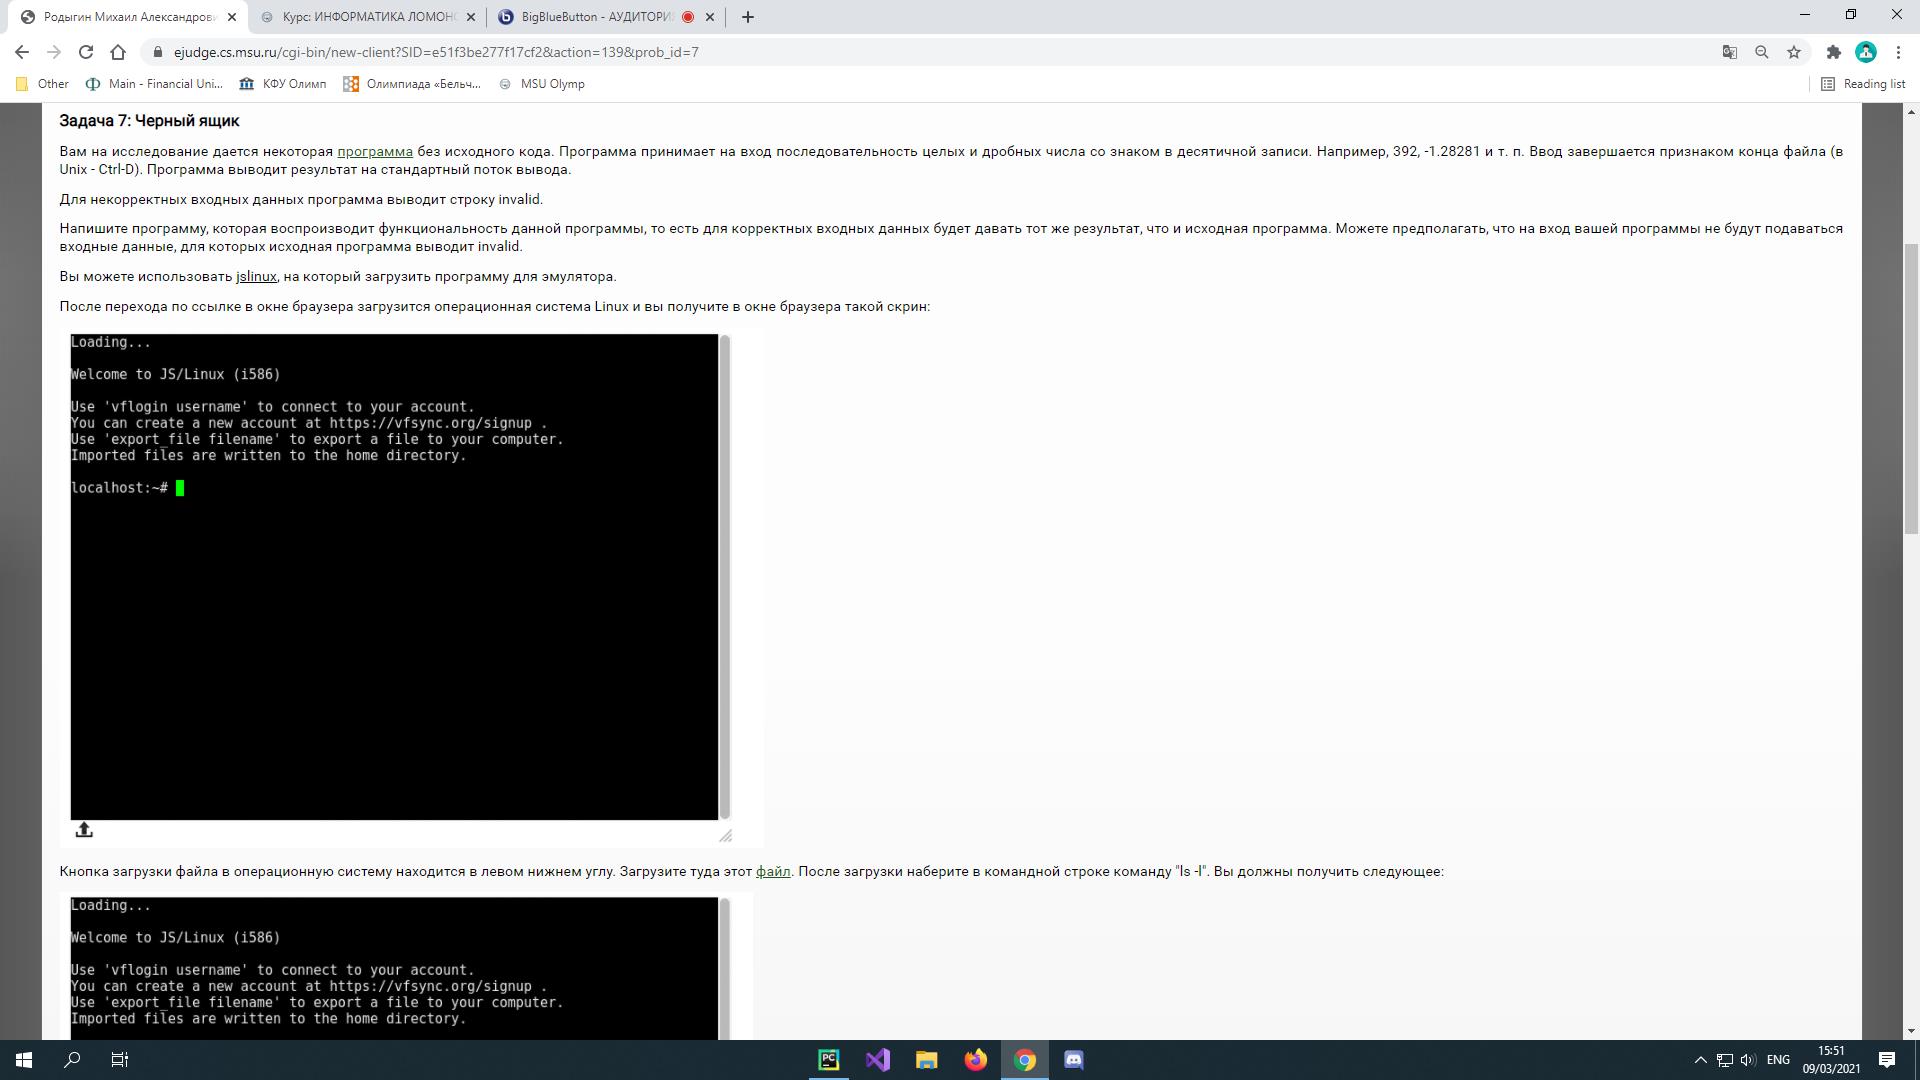 Родыгин Михаил Александрови
Курс: ИНФОРМАТИКА ЛОМОНО
BigBlueButton - АУДИТОРИ
ejudge.cs.msu.ru/cgi-bin/new-client?SID=e51f3be277f17cf2&action=139&prob_id=7
Other
Main - Financial Uni...
КФУ Олимп
Олимпиада «Бельч...
MSU Olymp
Reading list
Задача 7: Черный ящик
Вам на исследование дается некоторая программа без исходного кода. Программа принимает на вход последовательность целых и дробных числа со знаком в десятичной записи. Например, 392, -1.28281 и т. п. Ввод завершается признаком конца файла (в
Unix - Ctrl-D). Программа выводит результат на стандартный поток вывода.
Для некорректных входных данных программа выводит строку invalid.
Напишите программу, которая воспроизводит функциональность данной программы, то есть для корректных входных данных будет давать тот же результат, что и исходная программа. Можете предполагать, что на вход вашей программы не будут подаваться
входные данные, для которых исходная программа выводит invalid.
Вы можете использовать jslinux, на который загрузить программу для эмулятора.
После перехода по ссылке в окне браузера загрузится операционная система Linux и вы получите в окне браузера такой скрин:
Loading...
Welcome to JS/Linux (i586)
Use 'vflogin username' to connect to your account.
You can create a new account at https://vfsync.org/signup .
Use 'export_file filename' to export a file to your computer.
Imported files are written to the home directory.
localhost:~#
Кнопка загрузки файла в операционную систему находится в левом нижнем углу. Загрузите туда этот файл. После загрузки наберите в командной строке команду "ls -l". Вы должны получить следующее:
Loading...
Welcome to JS/Linux (i586)
Use 'vflogin username' to connect to your account.
You can create a new account at https://vfsync.org/signup .
Use 'export_file filename' to export a file to your computer.
Imported files are written to the home directory.
PC
ENG
15:51
09/03/2021